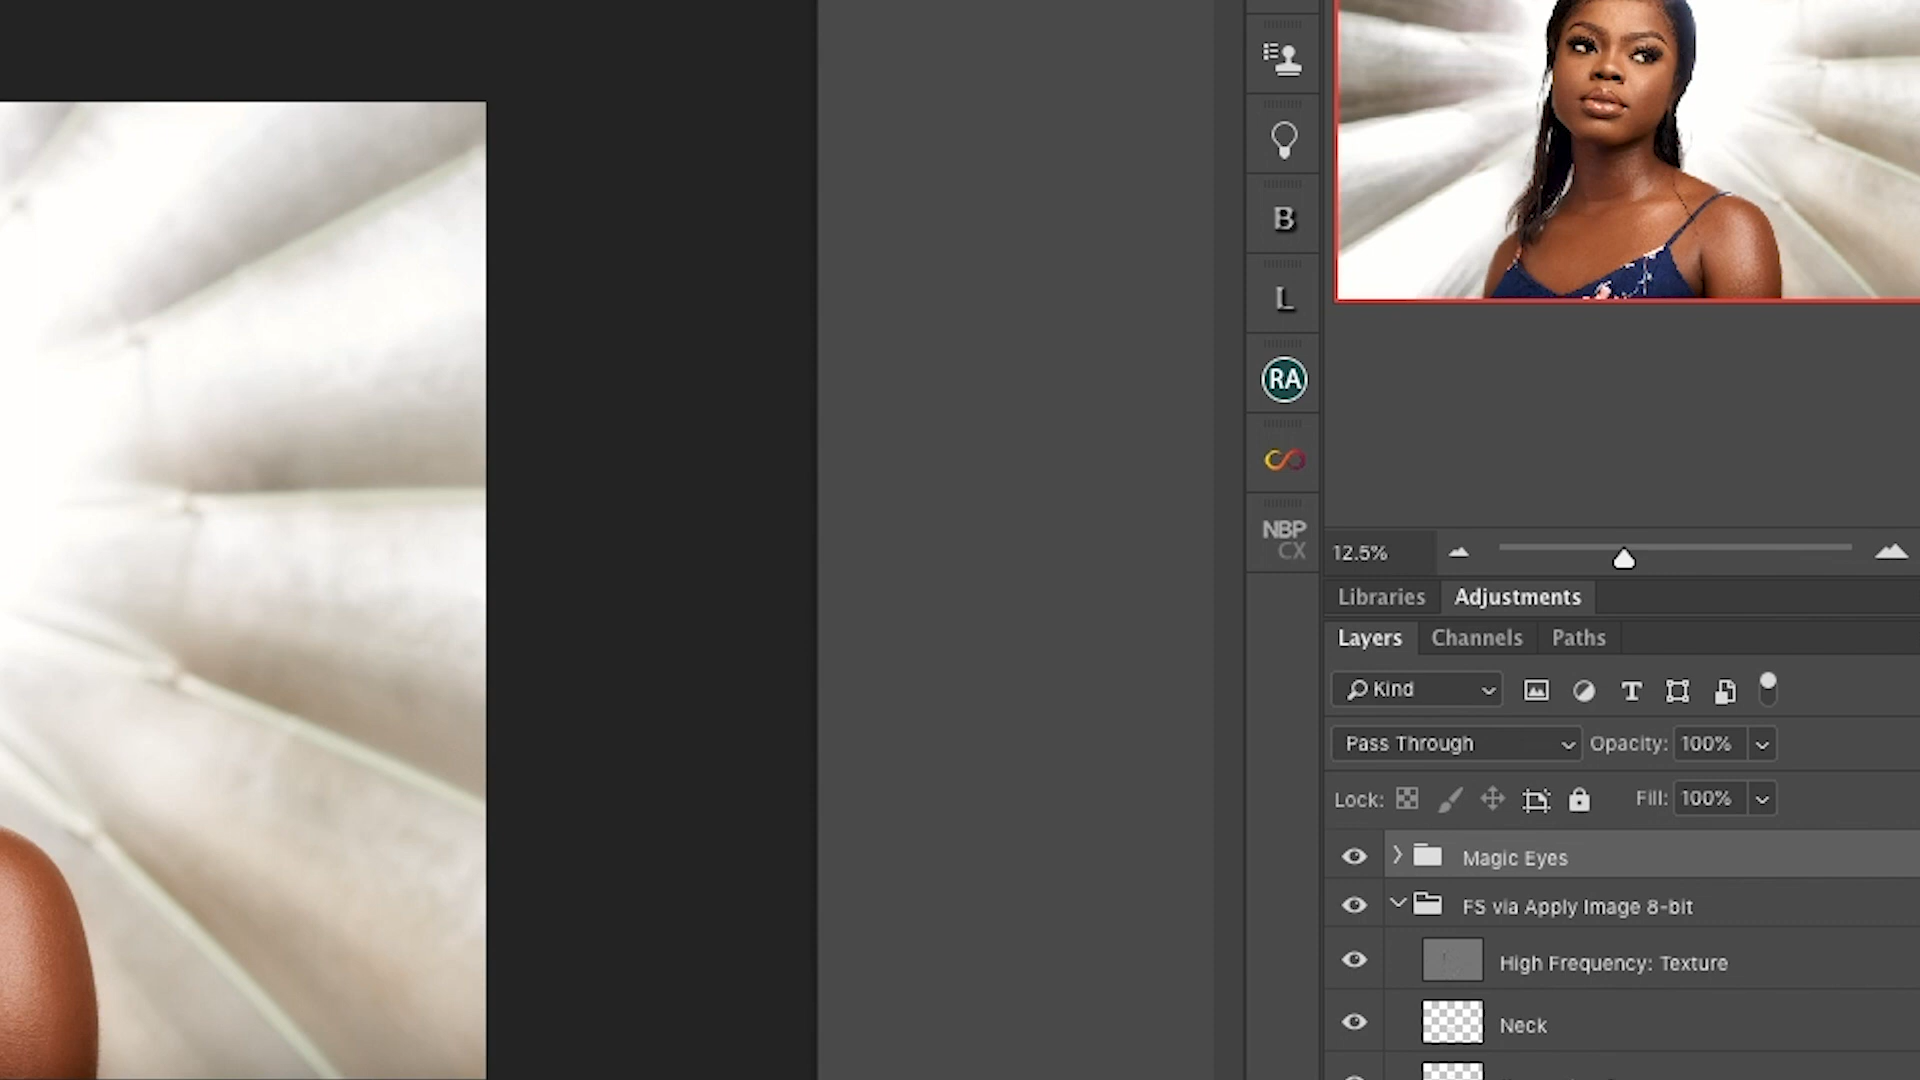 B
L
RA
NBP
CX
12.5%
Libraries Adjustments
Layers Channels Paths
Kind
Pass Through Opacity: 100%
Lock: Fill: 100%
Magic Eyes
FS via Apply Image 8-bit
High Frequency: Texture
Neck